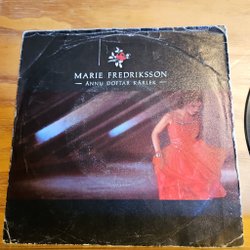 MARIE FREDRIKSSON
— ÄNNU DOFTAR KÄRLEK —